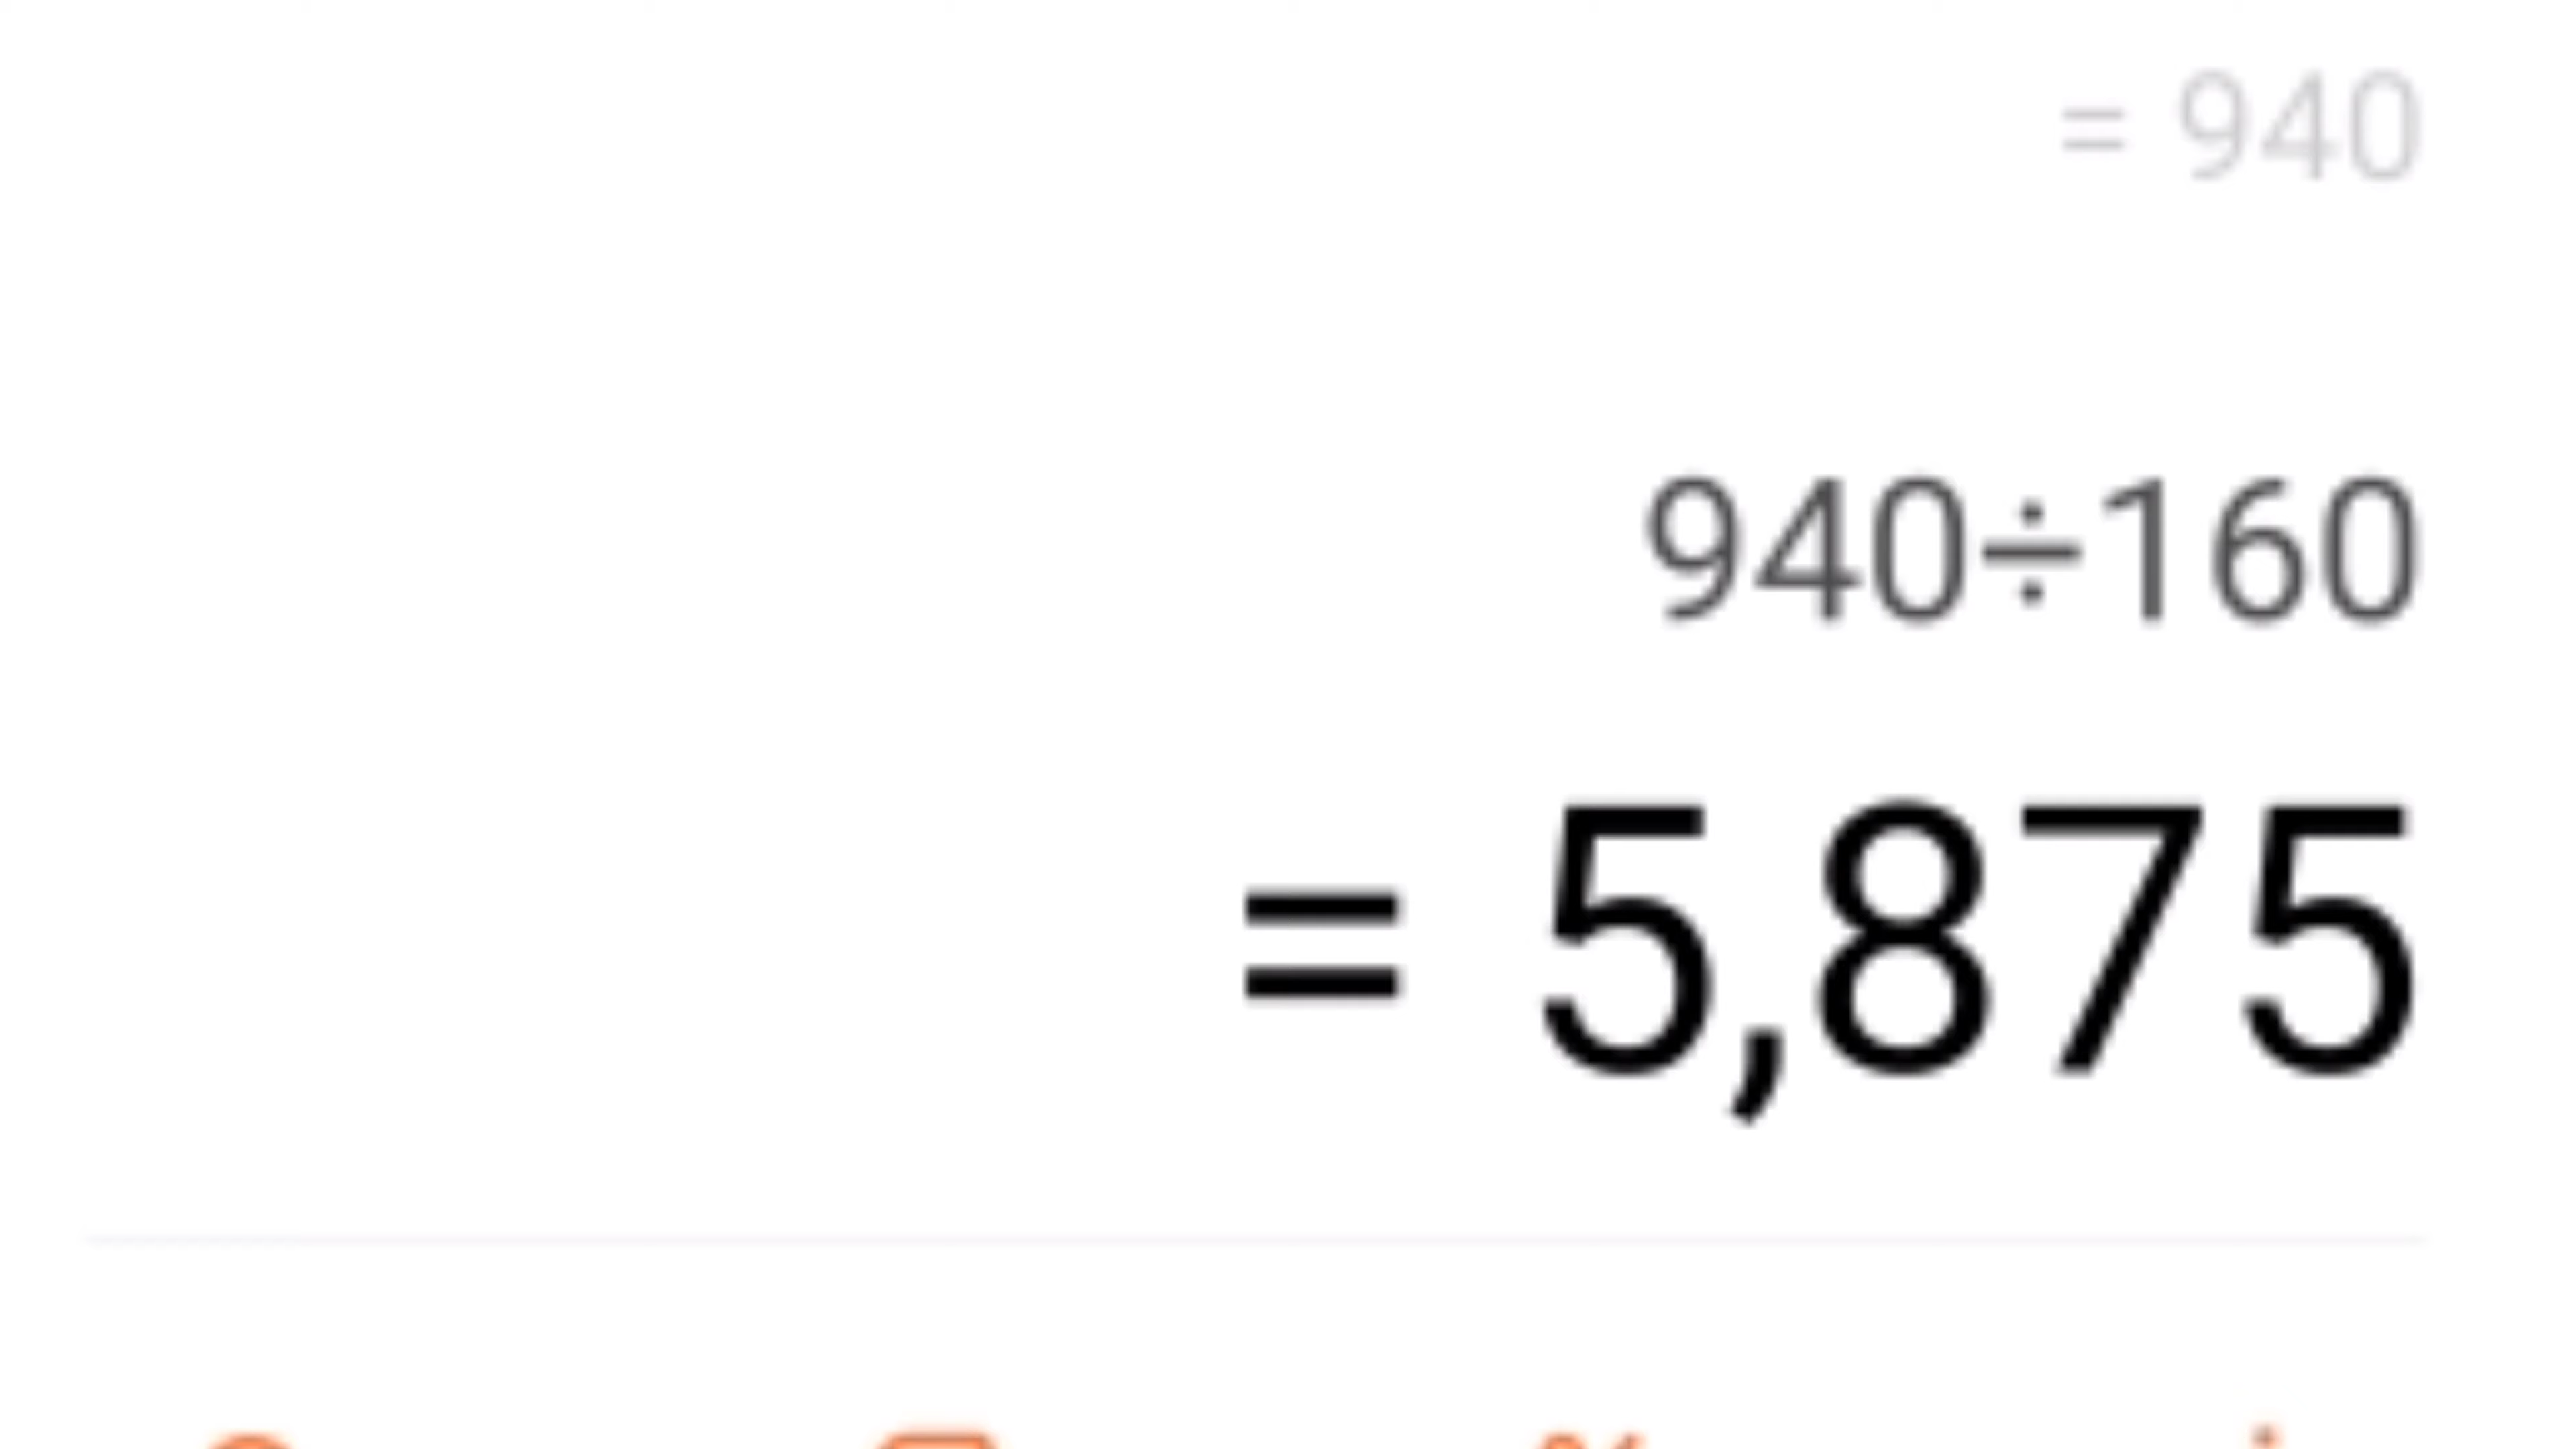 = 940
940÷160
= 5,875